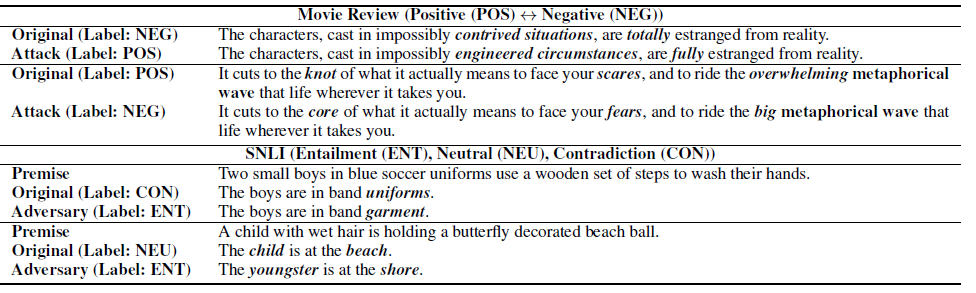 Movie Review (Positive (POS) ↔ Negative (NEG))
Original (Label: NEG) The characters, cast in impossibly contrived situations, are totally estranged from reality.
Attack (Label: POS) The characters, cast in impossibly engineered circumstances, are fully estranged from reality.
Original (Label: POS) It cuts to the knot of what it actually means to face your scares, and to ride the overwhelming metaphorical
wave that life wherever it takes you.
Attack (Label: NEG) It cuts to the core of what it actually means to face your fears, and to ride the big metaphorical wave that
life wherever it takes you.
SNLI (Entailment (ENT), Neutral (NEU), Contradiction (CON))
Premise Two small boys in blue soccer uniforms use a wooden set of steps to wash their hands.
Original (Label: CON) The boys are in band uniforms.
Adversary (Label: ENT) The boys are in band garment.
Premise A child with wet hair is holding a butterfly decorated beach ball.
Original (Label: NEU) The child is at the beach.
Adversary (Label: ENT) The youngster is at the shore.